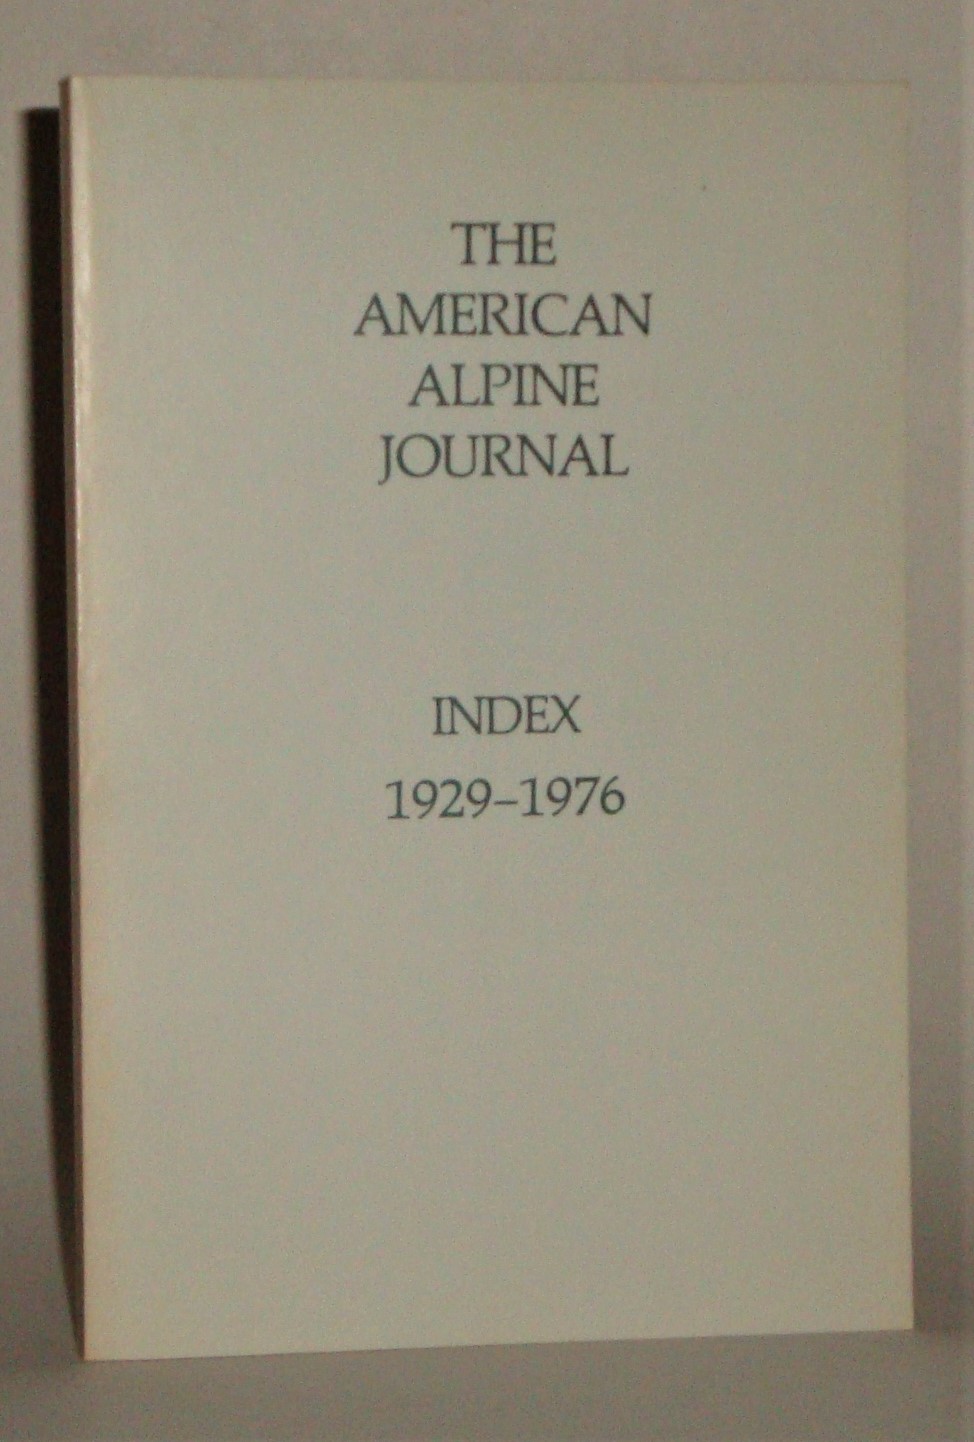 THE
AMERICAN
ALPINE
JOURNAL
INDEX
1929–1976